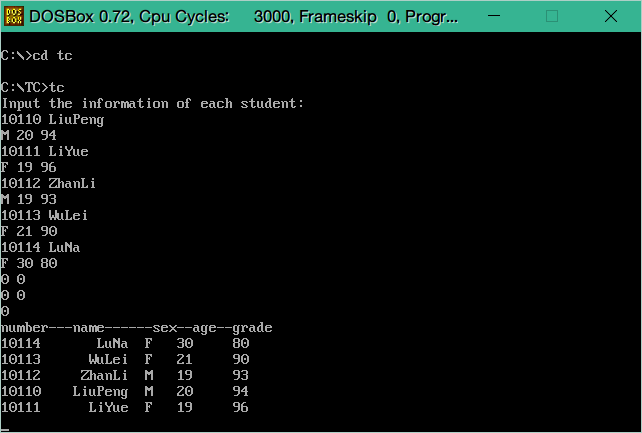 DOS BOX DOSBox 0.72, Cpu Cycles: 3000, Frameskip 0, Progr...
C:\>cd tc
C:\TC>tc
Input the information of each student:
10110 LiuPeng
M 20 94
10111 LiYue
F 19 96
10112 ZhanLi
M 19 93
10113 WuLei
F 21 90
10114 LuNa
F 30 80
0 0
0 0
0
number---name------sex--age--grade
10114       LuNa  F   30     80
10113      WuLei  F   21     90
10112     ZhanLi  M   19     93
10110    LiuPeng  M   20     94
10111      LiYue  F   19     96
_